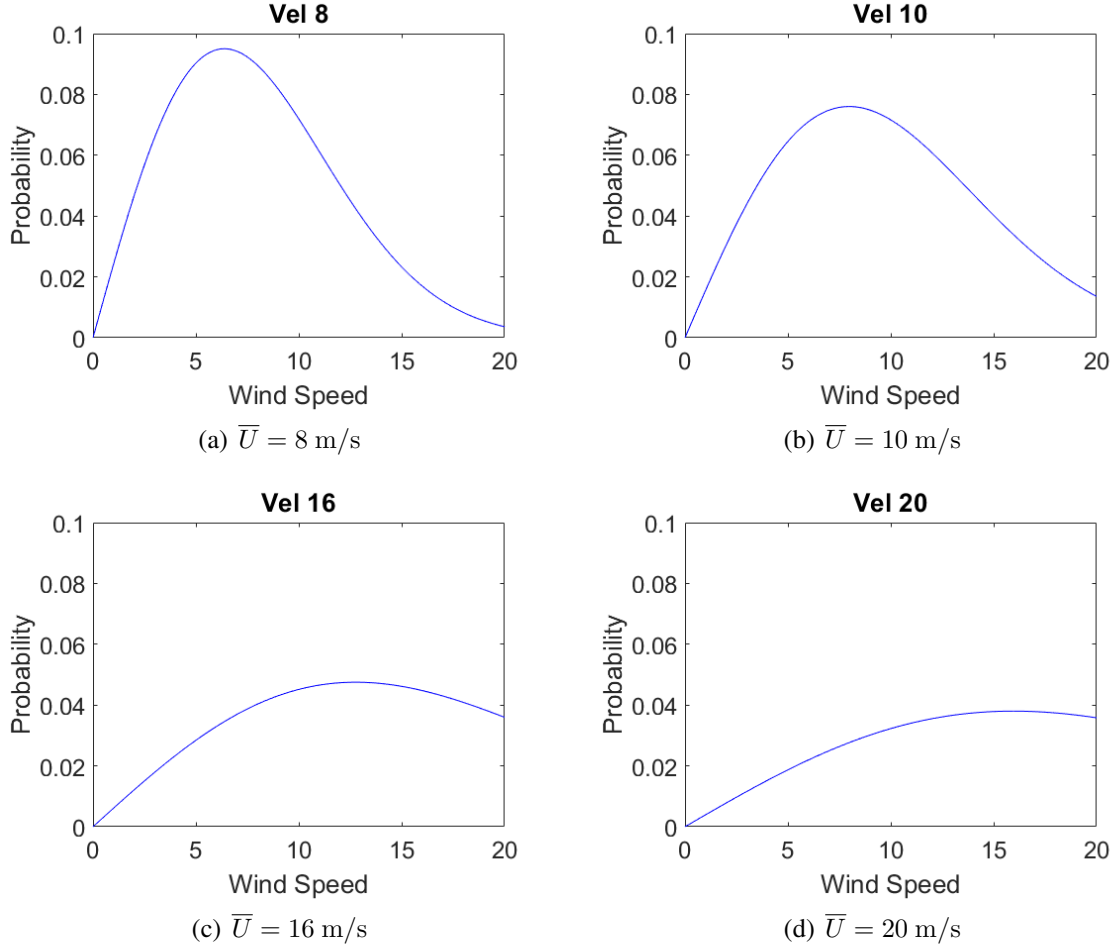 Vel 8
0.1
0.08
0.06
0.04
0.02
0
Probability
0 5 10 15 20
Wind Speed
(a) U̅ = 8 m/s
Vel 10
0.1
0.08
0.06
0.04
0.02
0
Probability
0 5 10 15 20
Wind Speed
(b) U̅ = 10 m/s
Vel 16
0.1
0.08
0.06
0.04
0.02
0
Probability
0 5 10 15 20
Wind Speed
(c) U̅ = 16 m/s
Vel 20
0.1
0.08
0.06
0.04
0.02
0
Probability
0 5 10 15 20
Wind Speed
(d) U̅ = 20 m/s